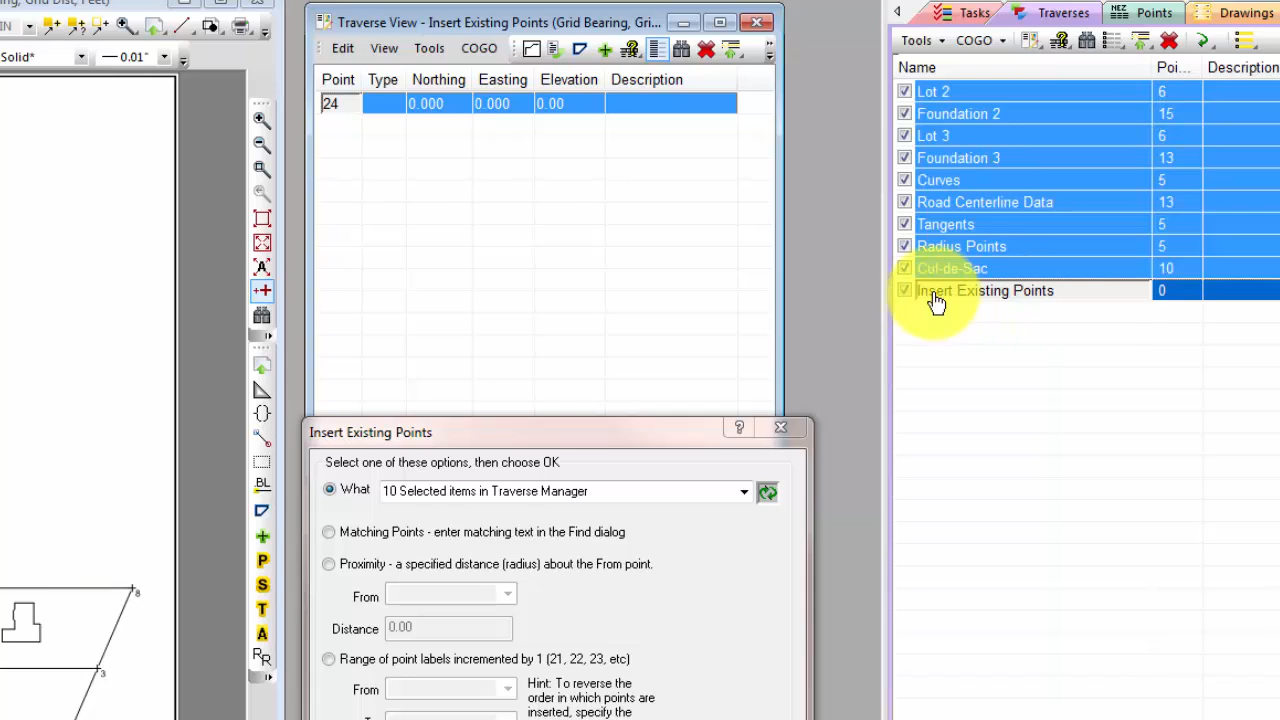 ng, Grid Dist, Feet)
IN
Solid*
0.01"
A
BL
P
S
T
A
RR
8
3
Traverse View - Insert Existing Points (Grid Bearing, Gri...
Edit View Tools COGO
Point Type Northing Easting Elevation Description
24 0.000 0.000 0.00
Insert Existing Points
?
Select one of these options, then choose OK
What 10 Selected items in Traverse Manager
Matching Points - enter matching text in the Find dialog
Proximity - a specified distance (radius) about the From point.
From
Distance 0.00
Range of point labels incremented by 1 (21, 22, 23, etc)
From
Hint: To reverse the
order in which points are
inserted, specify the
Tasks Traverses NEZ Points Drawings
Tools COGO
Name Poi... Description
Lot 2 6
Foundation 2 15
Lot 3 6
Foundation 3 13
Curves 5
Road Centerline Data 13
Tangents 5
Radius Points 5
Cul-de-Sac 10
Insert Existing Points 0